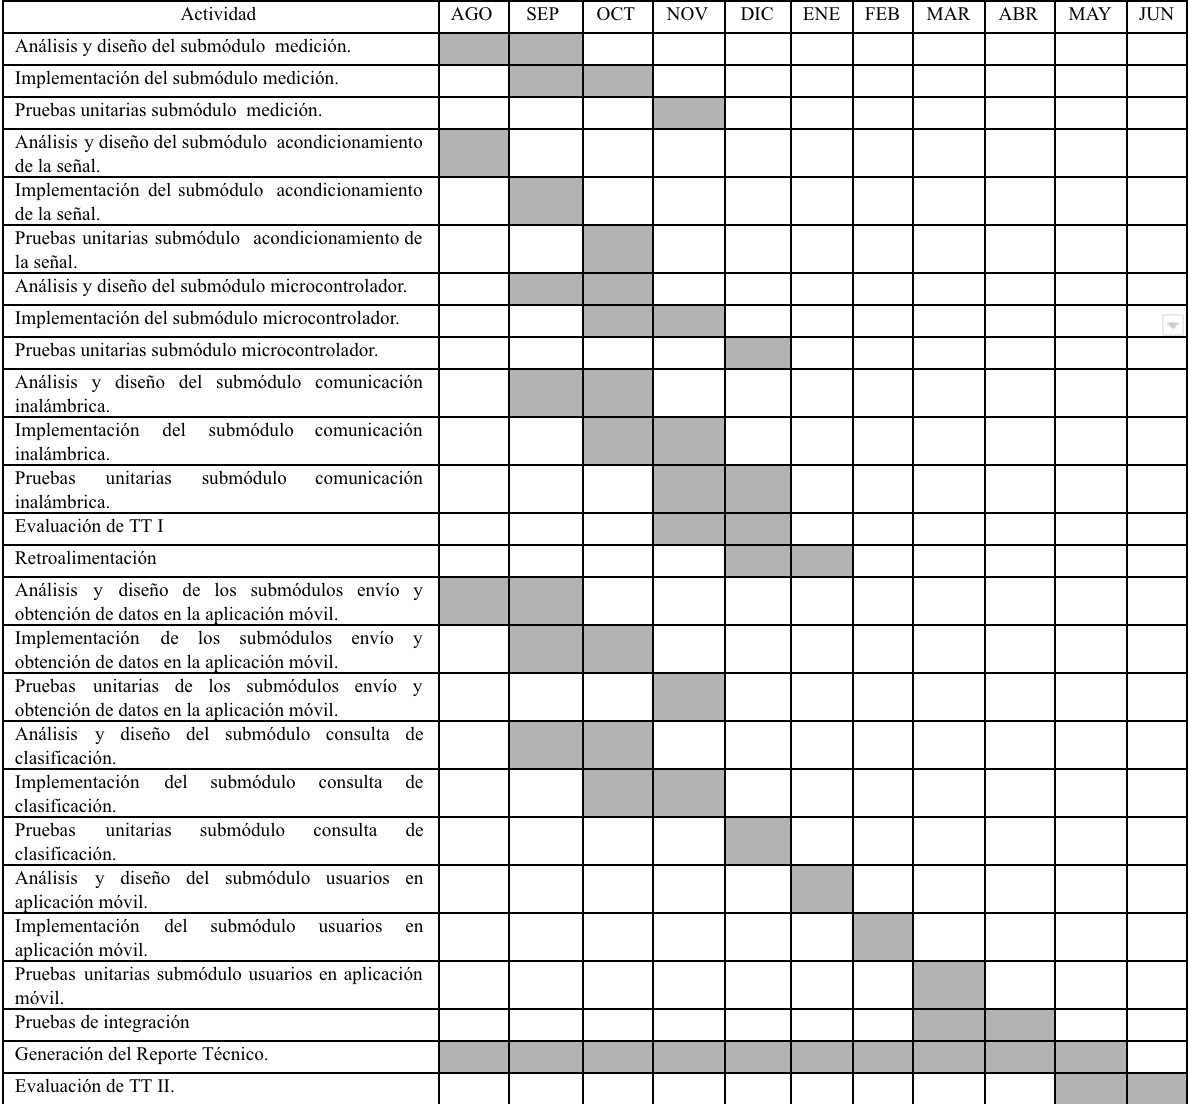 Actividad AGO SEP OCT NOV DIC ENE FEB MAR ABR MAY JUN
Análisis y diseño del submódulo medición.
Implementación del submódulo medición.
Pruebas unitarias submódulo medición.
Análisis y diseño del submódulo acondicionamiento
de la señal.
Implementación del submódulo acondicionamiento
de la señal.
Pruebas unitarias submódulo acondicionamiento de
la señal.
Análisis y diseño del submódulo microcontrolador.
Implementación del submódulo microcontrolador.
Pruebas unitarias submódulo microcontrolador.
Análisis y diseño del submódulo comunicación
inalámbrica.
Implementación del submódulo comunicación
inalámbrica.
Pruebas unitarias submódulo comunicación
inalámbrica.
Evaluación de TT I
Retroalimentación
Análisis y diseño de los submódulos envío y
obtención de datos en la aplicación móvil.
Implementación de los submódulos envío y
obtención de datos en la aplicación móvil.
Pruebas unitarias de los submódulos envío y
obtención de datos en la aplicación móvil.
Análisis y diseño del submódulo consulta de
clasificación.
Implementación del submódulo consulta de
clasificación.
Pruebas unitarias submódulo consulta de
clasificación.
Análisis y diseño del submódulo usuarios en
aplicación móvil.
Implementación del submódulo usuarios en
aplicación móvil.
Pruebas unitarias submódulo usuarios en aplicación
móvil.
Pruebas de integración
Generación del Reporte Técnico.
Evaluación de TT II.